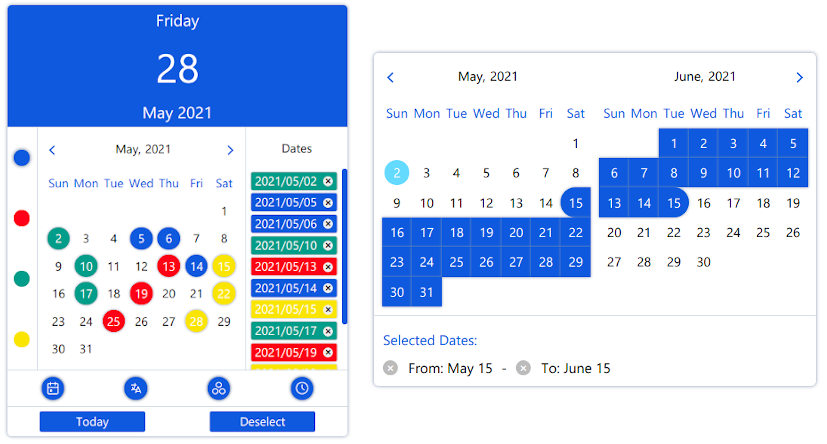 Friday
28
May 2021
May, 2021
Sun Mon Tue Wed Thu Fri Sat
1
2 3 4 5 6 7 8
9 10 11 12 13 14 15
16 17 18 19 20 21 22
23 24 25 26 27 28 29
30 31
Dates
2021/05/02
2021/05/05
2021/05/06
2021/05/10
2021/05/13
2021/05/14
2021/05/15
2021/05/17
2021/05/19
Today
Deselect
May, 2021
Sun Mon Tue Wed Thu Fri Sat
1
2 3 4 5 6 7 8
9 10 11 12 13 14 15
16 17 18 19 20 21 22
23 24 25 26 27 28 29
30 31
June, 2021
Sun Mon Tue Wed Thu Fri Sat
1 2 3 4 5
6 7 8 9 10 11 12
13 14 15 16 17 18 19
20 21 22 23 24 25 26
27 28 29 30
Selected Dates:
From: May 15 - To: June 15